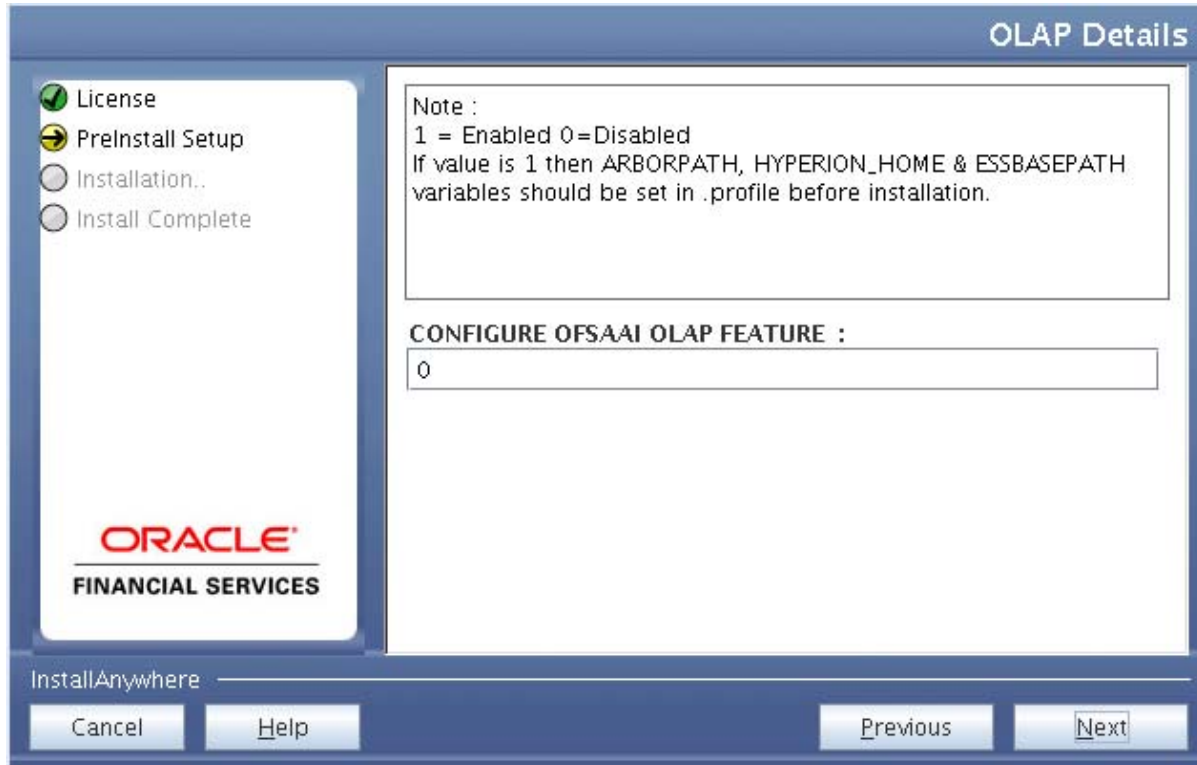 OLAP Details
License
PreInstall Setup
Installation..
Install Complete
Note :
1 = Enabled 0=Disabled
If value is 1 then ARBORPATH, HYPERION_HOME & ESSBASEPATH
variables should be set in .profile before installation.
CONFIGURE OFSAAI OLAP FEATURE :
0
ORACLE
FINANCIAL SERVICES
InstallAnywhere
Cancel
Help
Previous
Next